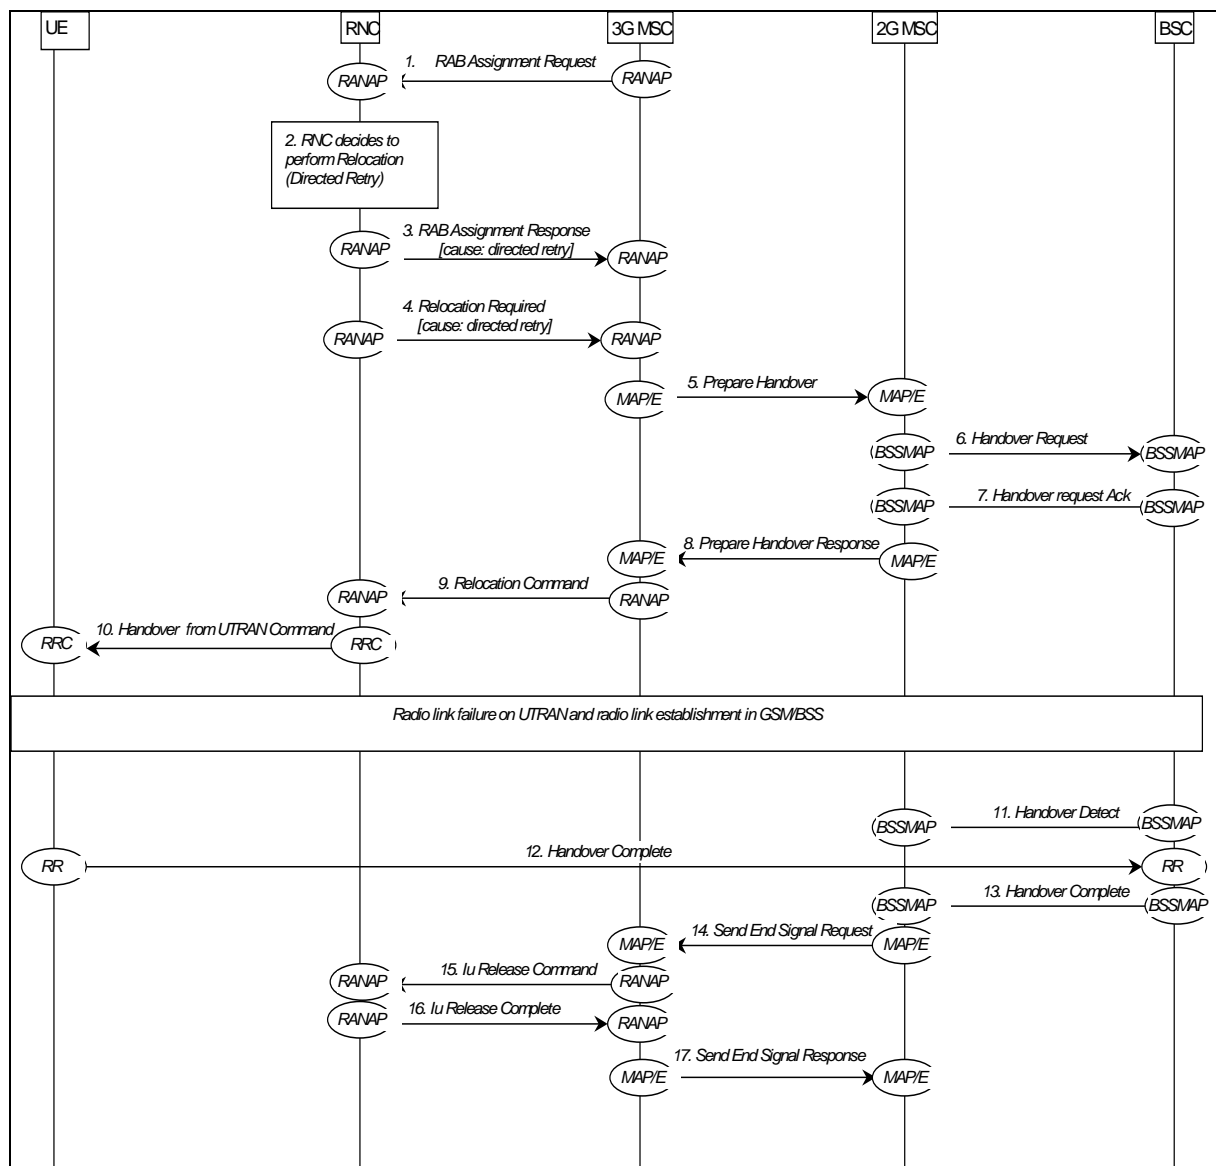 UE RNC 3G MSC 2G MSC BSC
1. RAB Assignment Request
RANAP RANAP
2. RNC decides to
perform Relocation
(Directed Retry)
3. RAB Assignment Response
[cause: directed retry]
RANAP RANAP
4. Relocation Required
[cause: directed retry]
RANAP RANAP
5. Prepare Handover
MAP/E MAP/E
6. Handover Request
BSSMAP BSSMAP
7. Handover request Ack
BSSMAP BSSMAP
8. Prepare Handover Response
MAP/E MAP/E
9. Relocation Command
RANAP RANAP
10. Handover from UTRAN Command
RRC RRC
Radio link failure on UTRAN and radio link establishment in GSM/BSS
11. Handover Detect
BSSMAP BSSMAP
12. Handover Complete
RR RR
13. Handover Complete
BSSMAP BSSMAP
14. Send End Signal Request
MAP/E MAP/E
15. Iu Release Command
RANAP RANAP
16. Iu Release Complete
RANAP RANAP
17. Send End Signal Response
MAP/E MAP/E